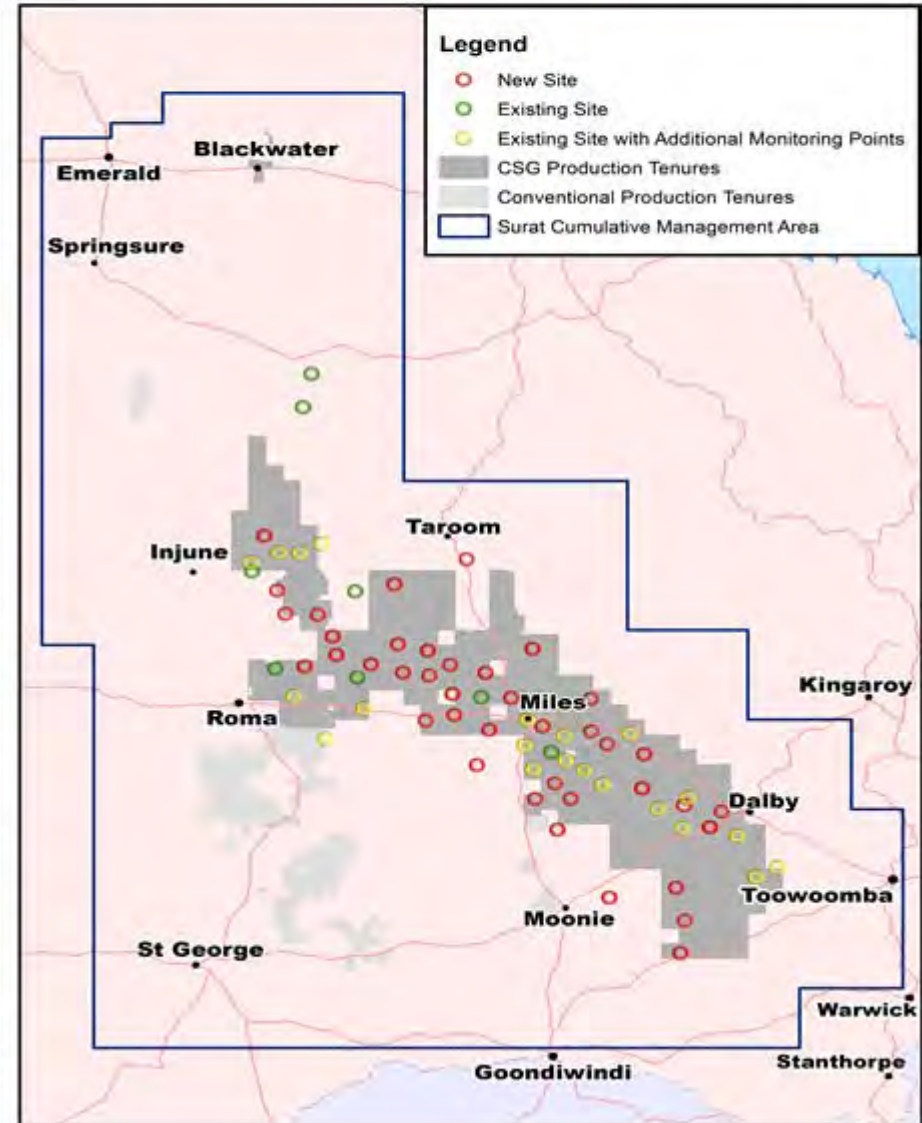 Legend
New Site
Existing Site
Existing Site with Additional Monitoring Points
CSG Production Tenures
Conventional Production Tenures
Surat Cumulative Management Area
Blackwater
Emerald
Springsure
Taroom
Injune
Kingaroy
Miles
Roma
Dalby
Toowoomba
Moonie
St George
Warwick
Stanthorpe
Goondiwindi